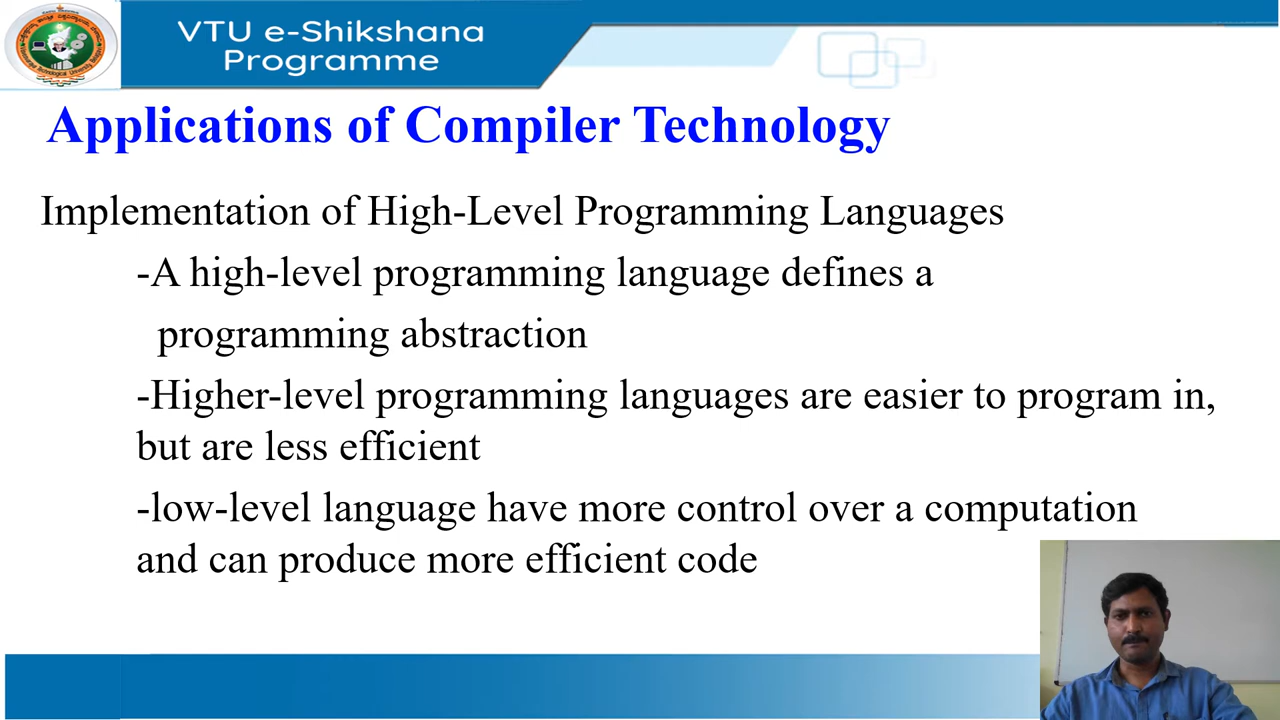 VTU e-Shikshana
Programme
Applications of Compiler Technology
Implementation of High-Level Programming Languages
-A high-level programming language defines a
programming abstraction
-Higher-level programming languages are easier to program in,
but are less efficient
-low-level language have more control over a computation
and can produce more efficient code